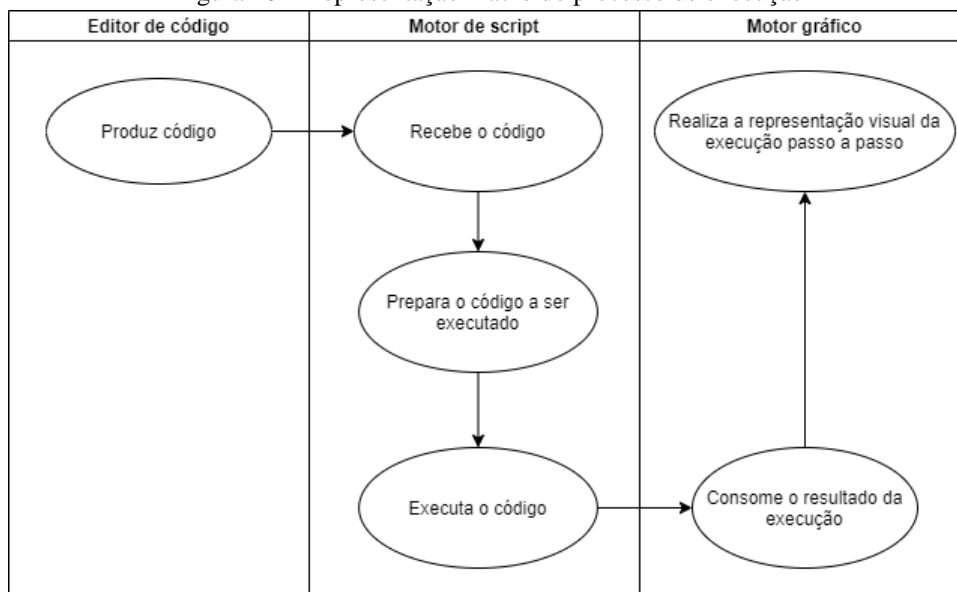 Editor de código
Motor de script
Motor gráfico
Produz código
Recebe o código
Realiza a representação visual da
execução passo a passo
Prepara o código a ser
executado
Executa o código
Consome o resultado da
execução